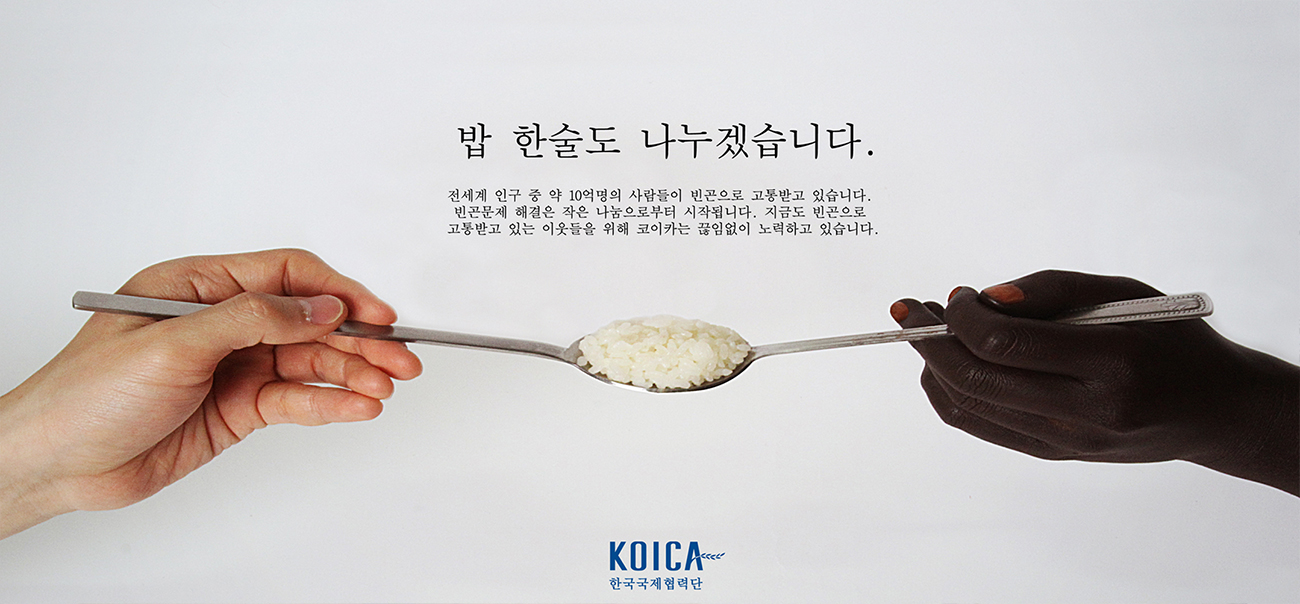 밥 한술도 나누겠습니다.
전세계 인구 중 약 10억명의 사람들이 빈곤으로 고통받고 있습니다.
빈곤문제 해결은 작은 나눔으로부터 시작됩니다. 지금도 빈곤으로
고통받고 있는 이웃들을 위해 코이카는 끊임없이 노력하고 있습니다.
KOICA
한국국제협력단